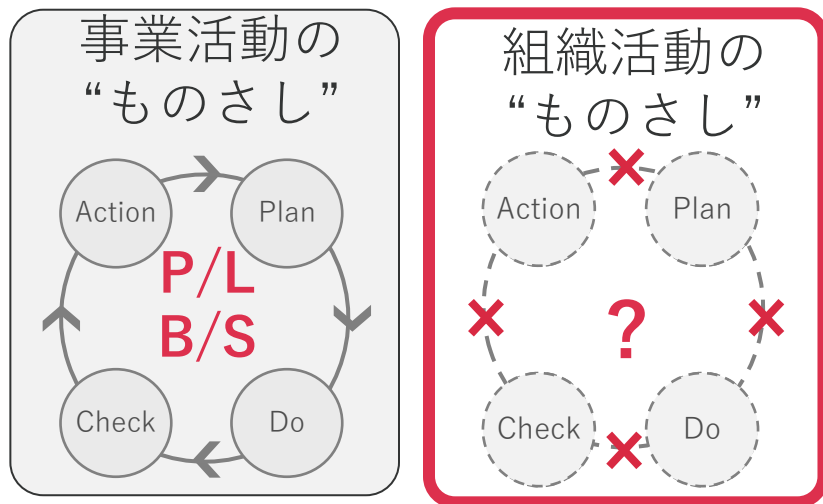 事業活動の
“ものさし”
Action
Plan
P/L
B/S
Check
Do
組織活動の
“ものさし”
Action
Plan
?
Check
Do